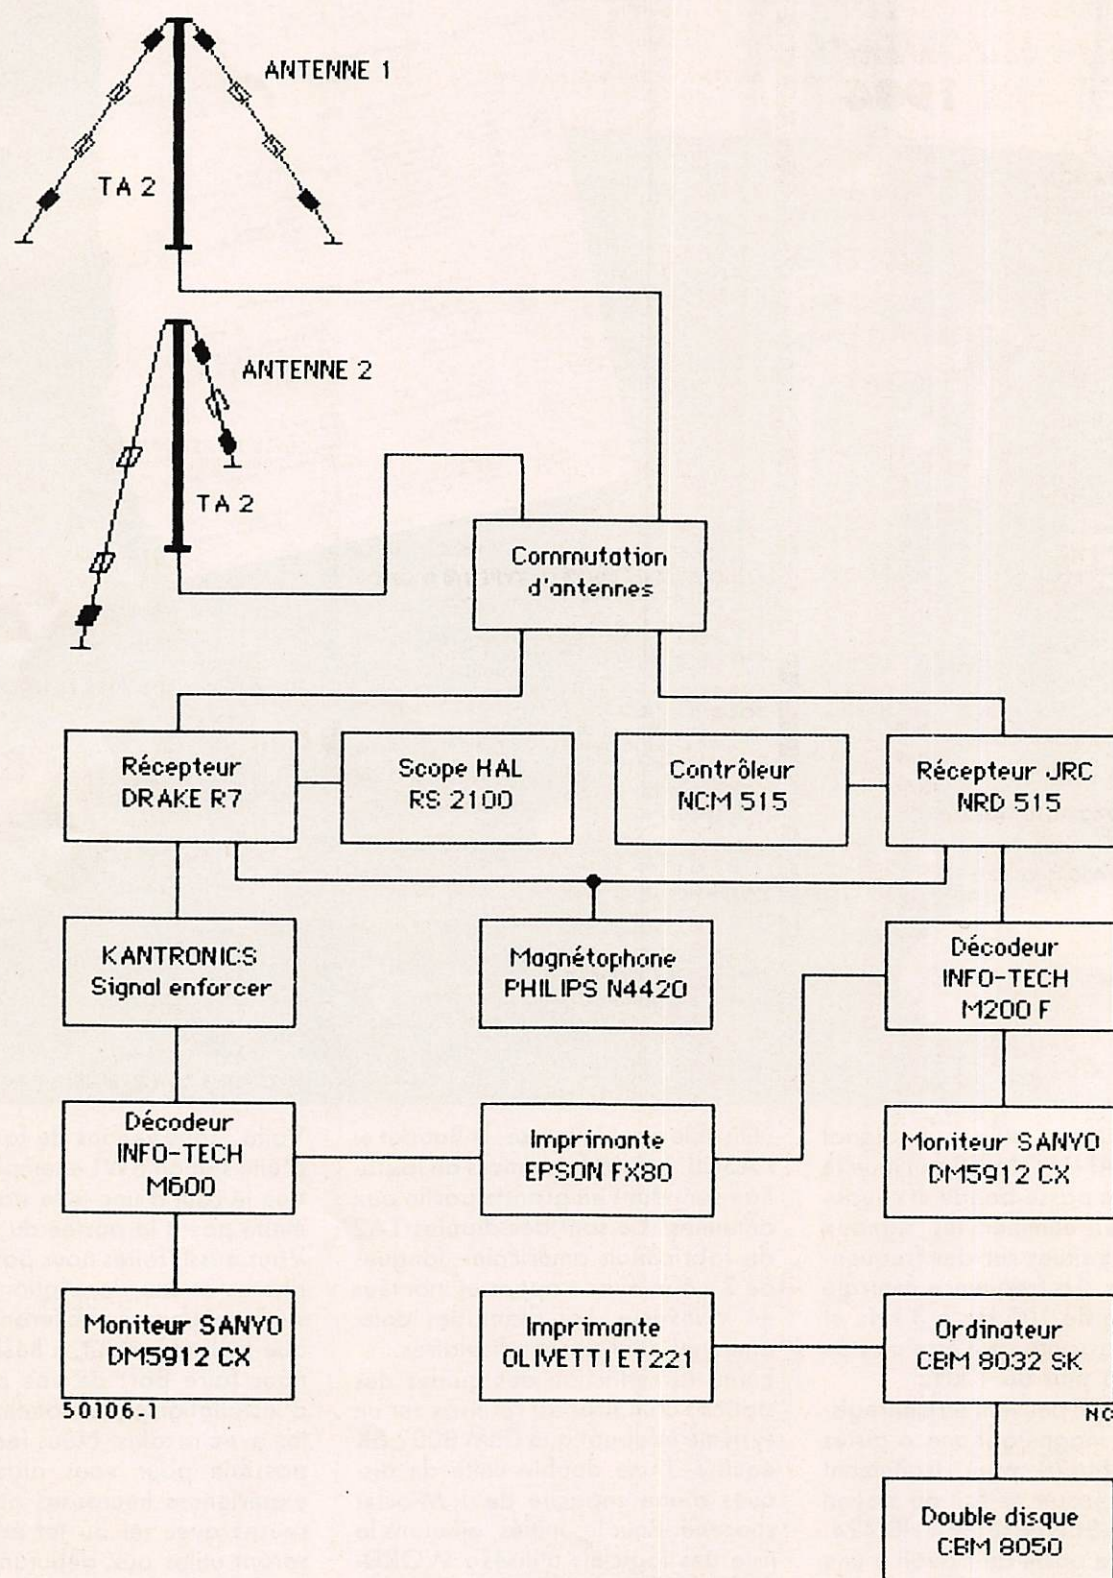 ANTENNE 1
TA 2
ANTENNE 2
TA 2
Commutation
d'antennes
Récepteur
DRAKE R7
Scope HAL
RS 2100
Contrôleur
NCM 515
Récepteur JRC
NRD 515
KANTRONICS
Signal enforcer
Magnétophone
PHILIPS N4420
Décodeur
INFO-TECH
M200 F
Décodeur
INFO-TECH
M600
Imprimante
EPSON FX80
Moniteur SANYO
DM5912 CX
Moniteur SANYO
DM5912 CX
Imprimante
OLIVETTI ET221
Ordinateur
CBM 8032 SK
50106-1
Double disque
CBM 8050